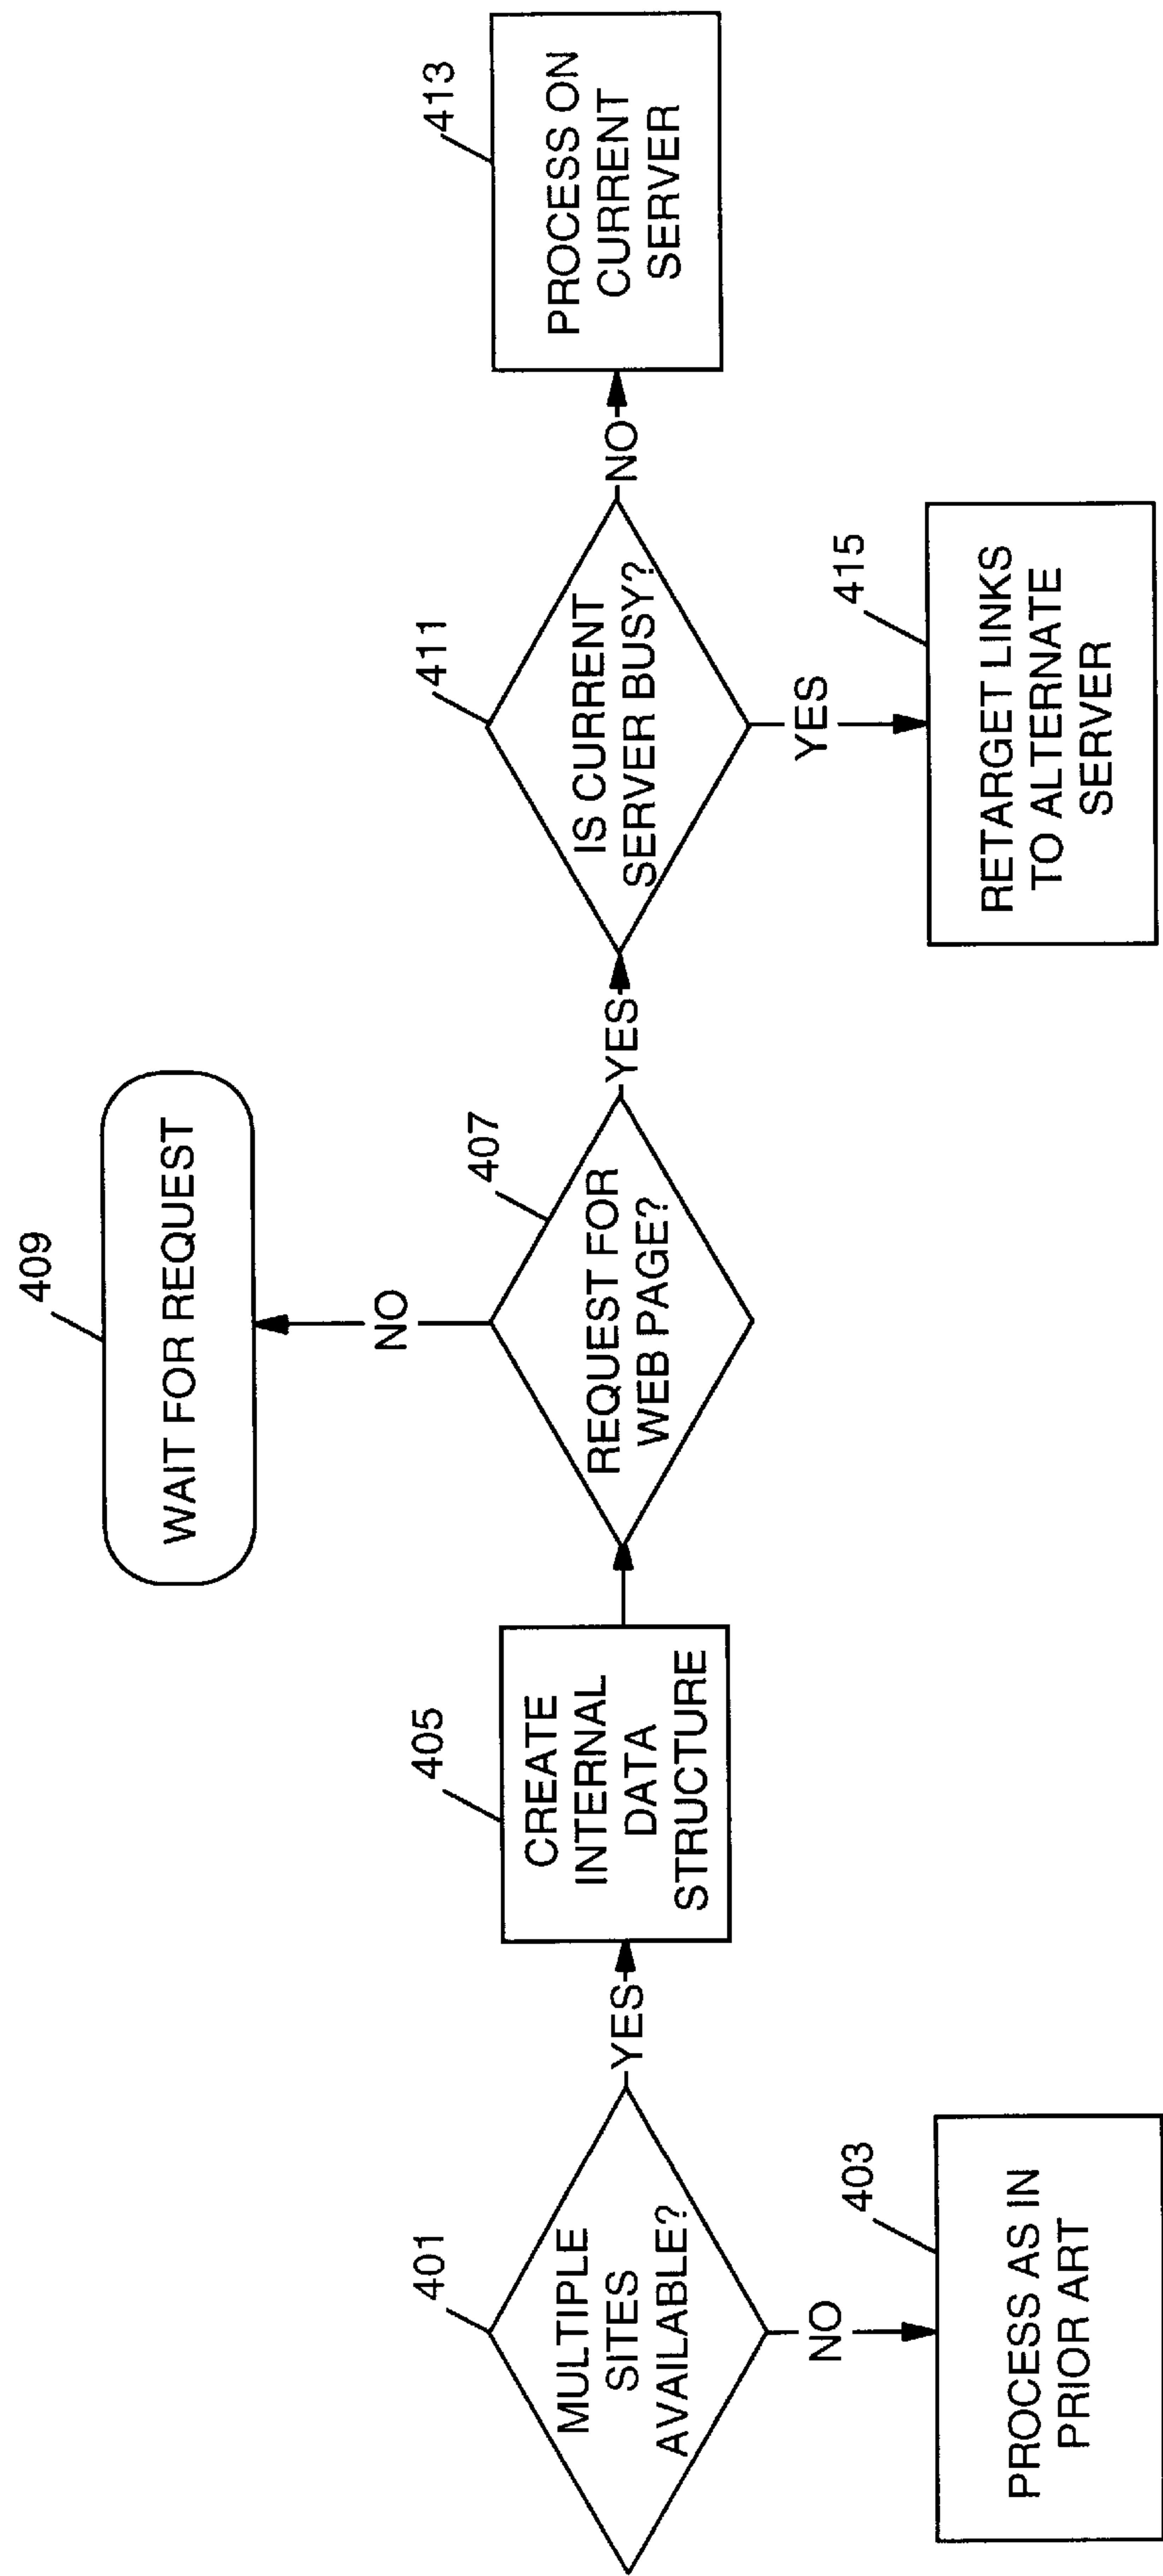 401
MULTIPLE
SITES
AVAILABLE?
NO
403
PROCESS AS IN
PRIOR ART
YES
405
CREATE
INTERNAL
DATA
STRUCTURE
407
REQUEST FOR
WEB PAGE?
NO
409
WAIT FOR REQUEST
YES
411
IS CURRENT
SERVER BUSY?
YES
415
RETARGET LINKS
TO ALTERNATE
SERVER
NO
413
PROCESS ON
CURRENT
SERVER